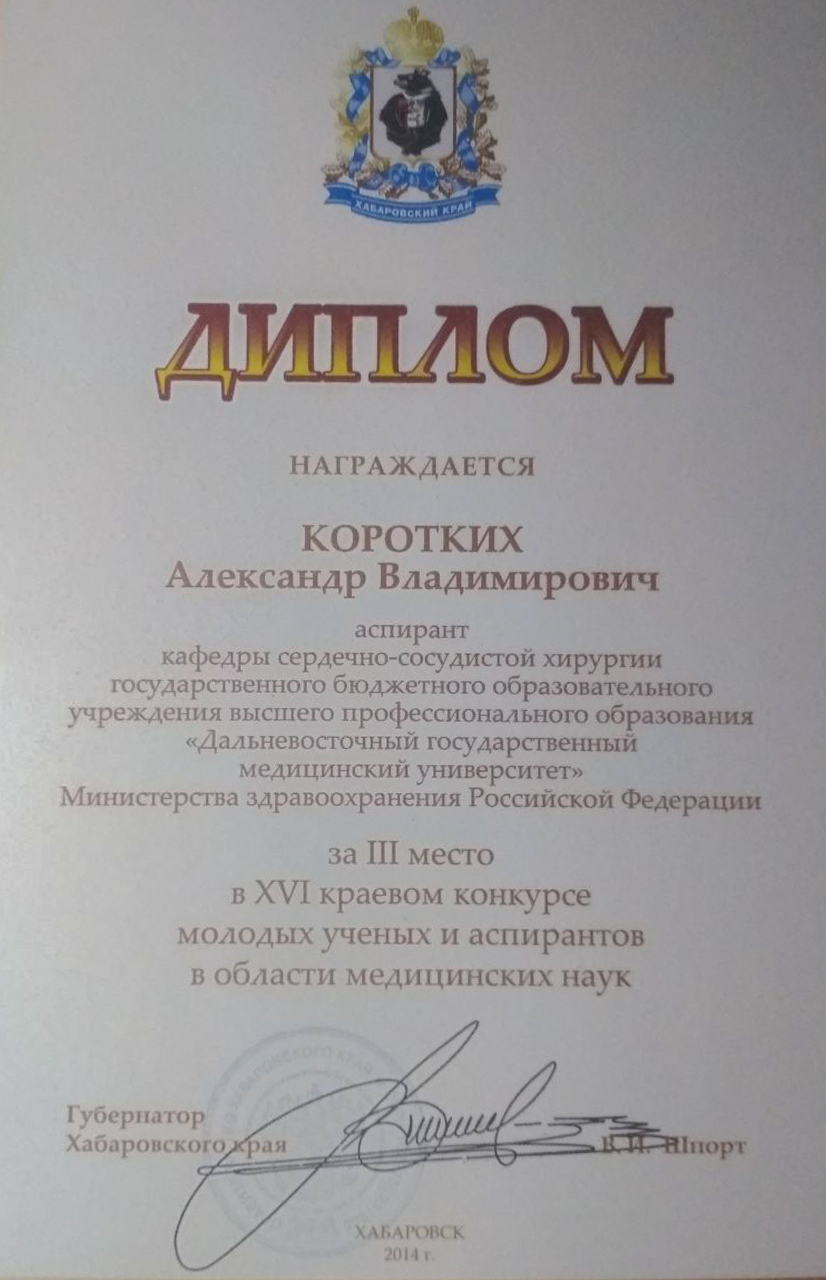 ХАБАРОВСКИЙ КРАЙ
ДИПЛОМ
НАГРАЖДАЕТСЯ
КОРОТКИХ
Александр Владимирович
аспирант
кафедры сердечно-сосудистой хирургии
государственного бюджетного образовательного
учреждения высшего профессионального образования
«Дальневосточный государственный
медицинский университет»
Министерства здравоохранения Российской Федерации
за III место
в XVI краевом конкурсе
молодых ученых и аспирантов
в области медицинских наук
Губернатор
Хабаровского края
В.И. Шпорт
ХАБАРОВСК
2014 г.